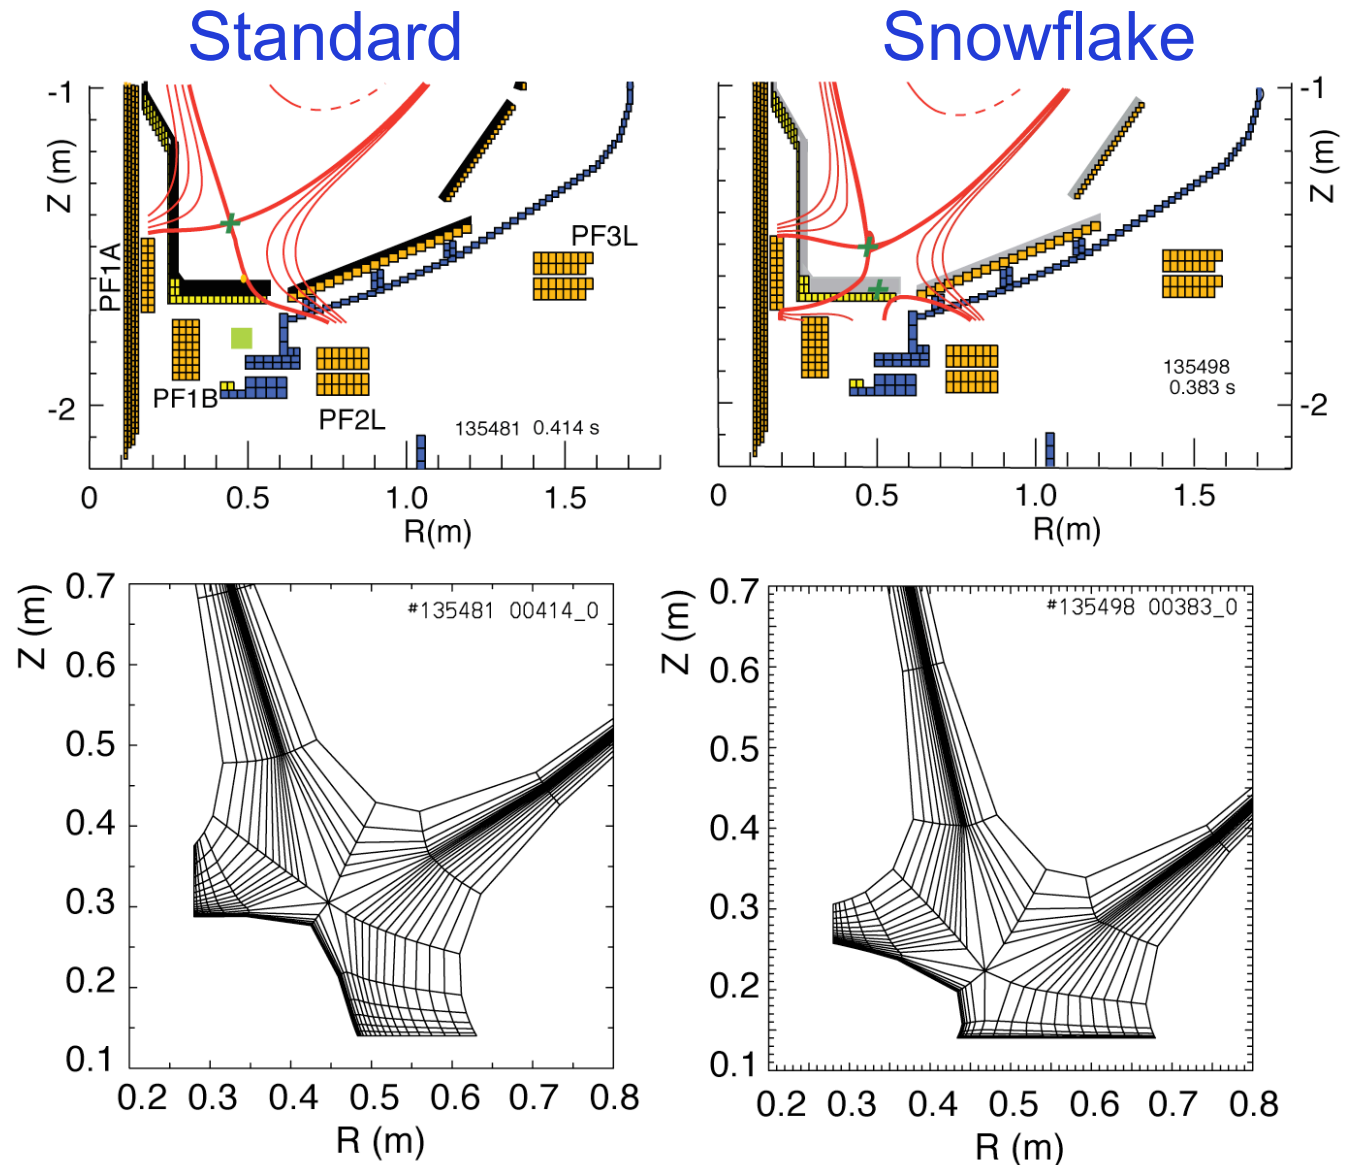 Standard
Snowflake
-1
Z (m)
PF1A
PF3L
PF1B
PF2L
-2
135481 0.414 s
0
0.5
1.0
1.5
R(m)
-1
Z (m)
135498
0.383 s
-2
0
0.5
1.0
1.5
R(m)
0.7
#135481 00414_0
Z (m)
0.6
0.5
0.4
0.3
0.2
0.1
0.2 0.3 0.4 0.5 0.6 0.7 0.8
R (m)
0.7
#135498 00383_0
Z (m)
0.6
0.5
0.4
0.3
0.2
0.1
0.2 0.3 0.4 0.5 0.6 0.7 0.8
R (m)